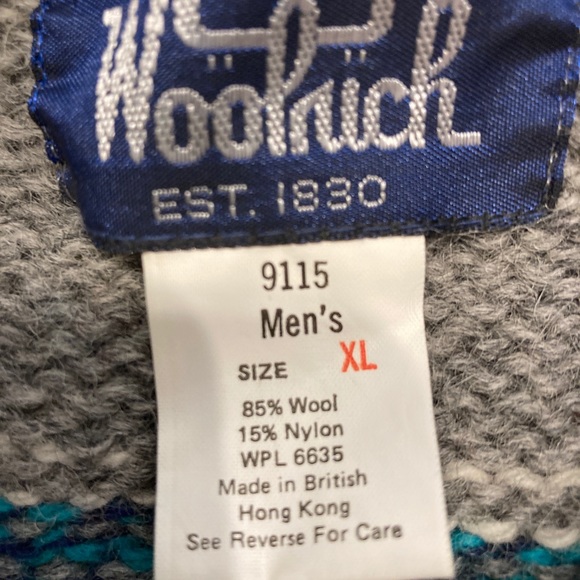 Woolrich
EST. 1830
9115
Men's
SIZE XL
85% Wool
15% Nylon
WPL 6635
Made in British
Hong Kong
See Reverse For Care